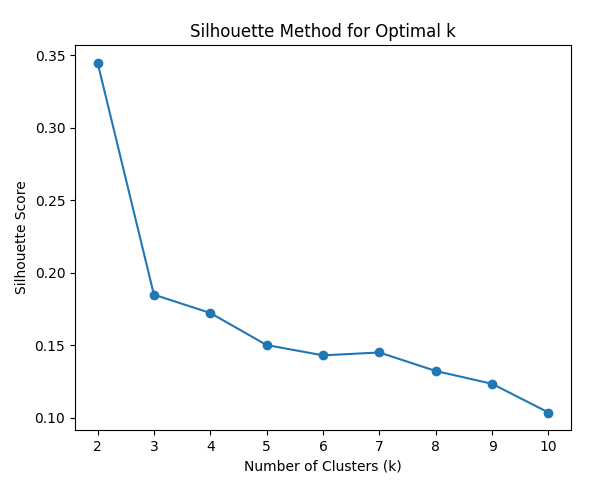 Silhouette Method for Optimal k
Silhouette Score
0.35
0.30
0.25
0.20
0.15
0.10
2 3 4 5 6 7 8 9 10
Number of Clusters (k)